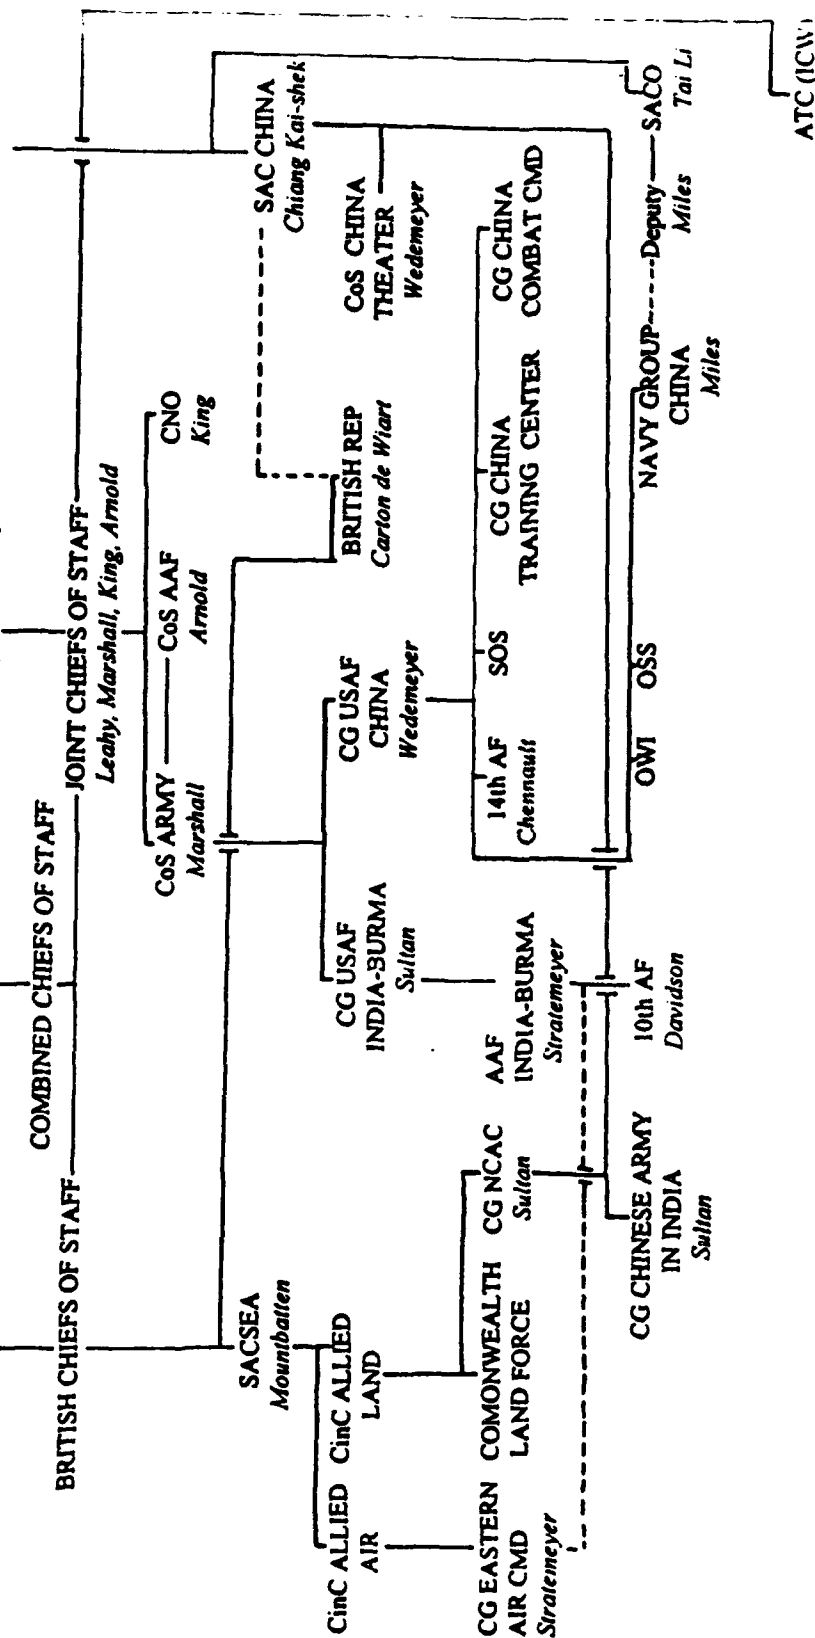 COMBINED CHIEFS OF STAFF
BRITISH CHIEFS OF STAFF
JOINT CHIEFS OF STAFF
Leahy, Marshall, King, Arnold
CoS ARMY
Marshall
CoS AAF
Arnold
CNO
King
SACSEA
Mountbatten
SAC CHINA
Chiang Kai-shek
CinC ALLIED
AIR
CinC ALLIED
LAND
CG USAF
INDIA-BURMA
Sultan
CG USAF
CHINA
Wedemeyer
BRITISH REP
Carton de Wiart
CoS CHINA
THEATER
Wedemeyer
CG EASTERN
AIR CMD
Stratemeyer
COMONWEALTH
LAND FORCE
CG NCAC
Sultan
AAF
INDIA-BURMA
Stratemeyer
14th AF
Chennault
SOS
CG CHINA
TRAINING CENTER
CG CHINA
COMBAT CMD
CG CHINESE ARMY
IN INDIA
Sultan
10th AF
Davidson
OWI
OSS
NAVY GROUP
CHINA
Miles
Deputy
Miles
SACO
Tai Li
ATC (ICW)